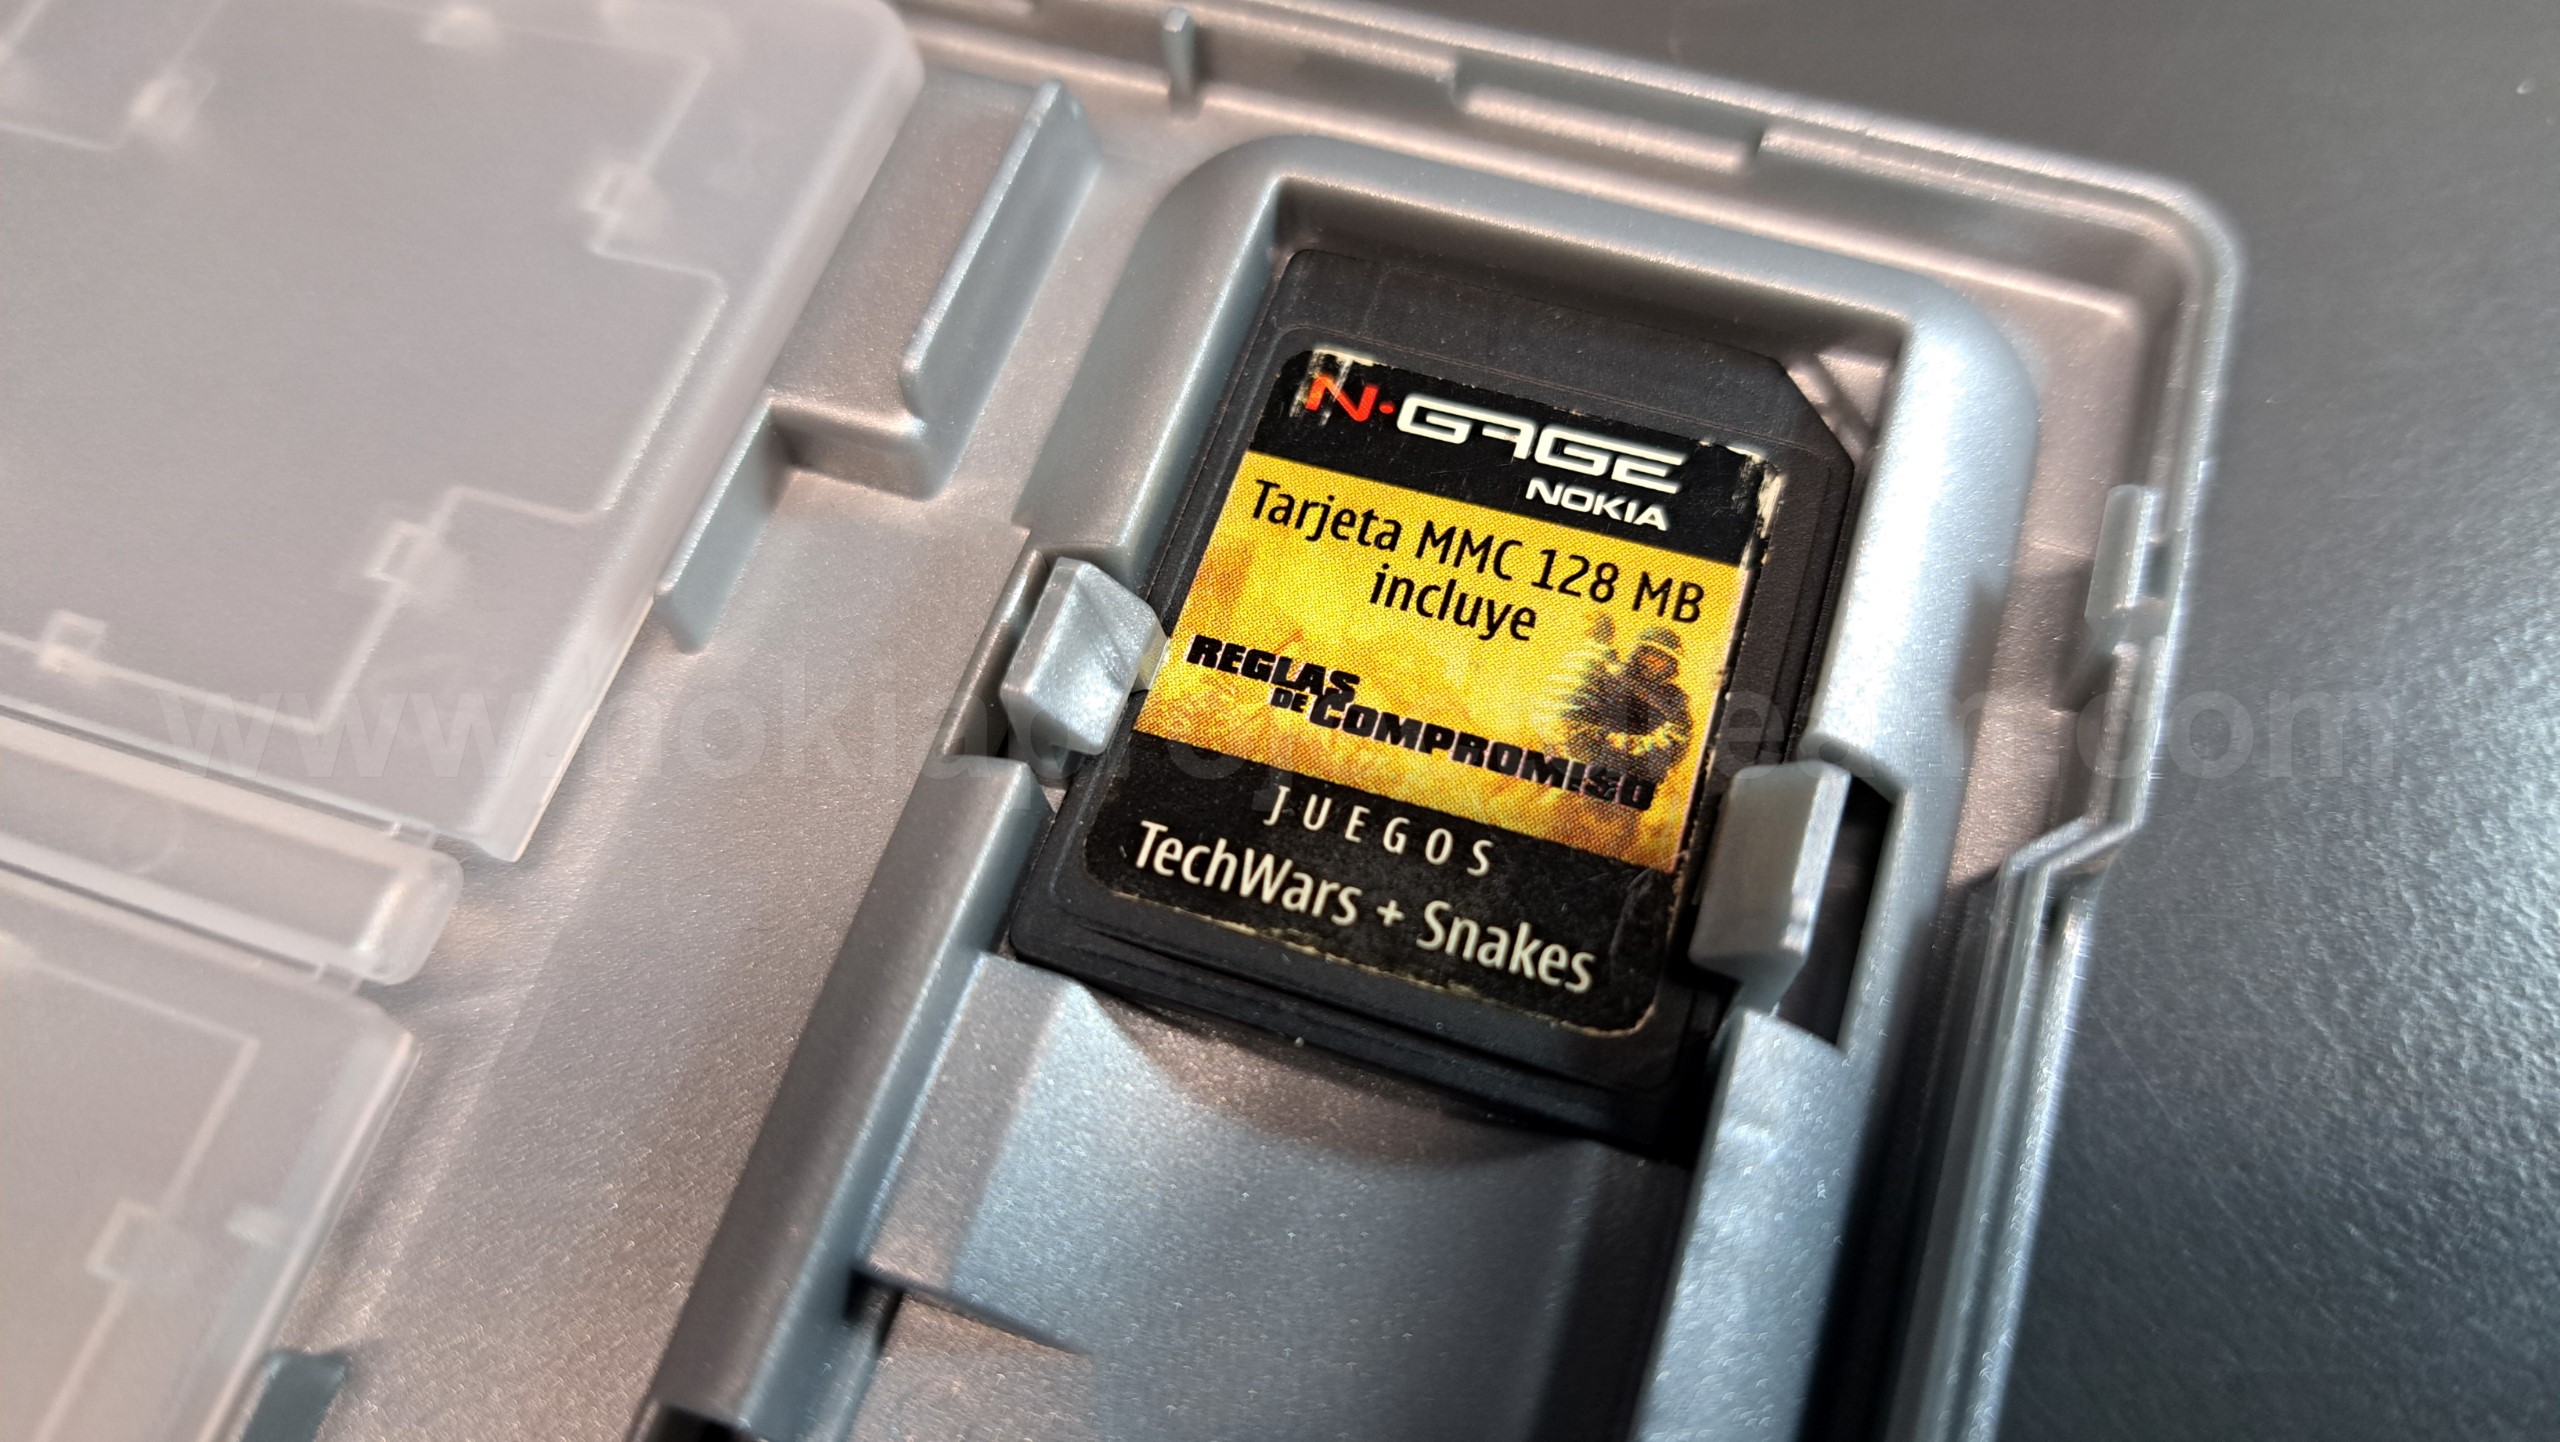 N·GAGE
NOKIA
Tarjeta MMC 128 MB
incluye
REGLAS
DE COMPROMISO
JUEGOS
TechWars + Snakes